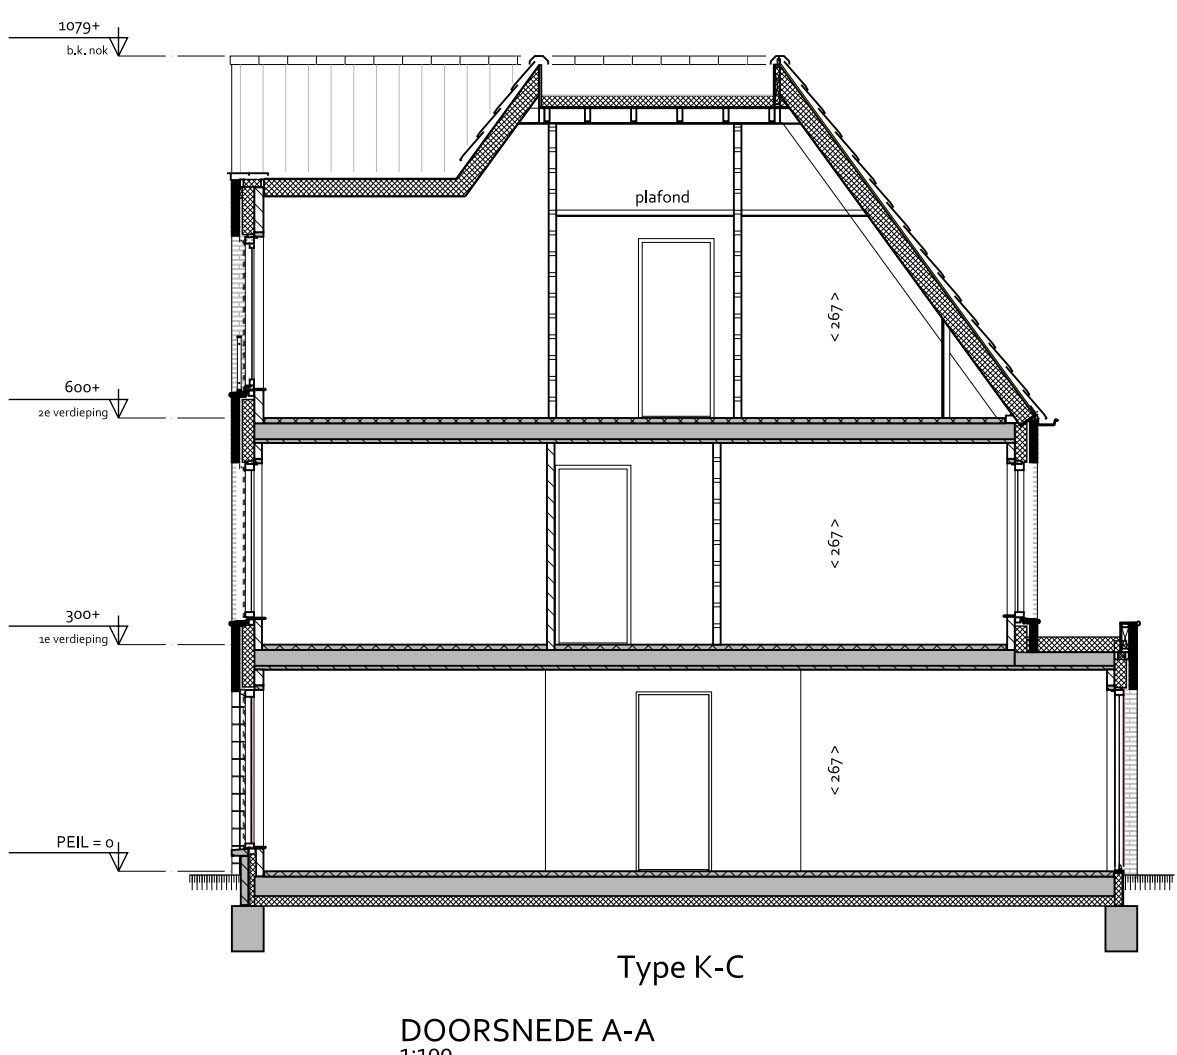 1079+
b.k. nok
plafond
< 267 >
600+
2e verdieping
< 267 >
300+
1e verdieping
< 267 >
PEIL = 0
Type K-C
DOORSNEDE A-A
1:100